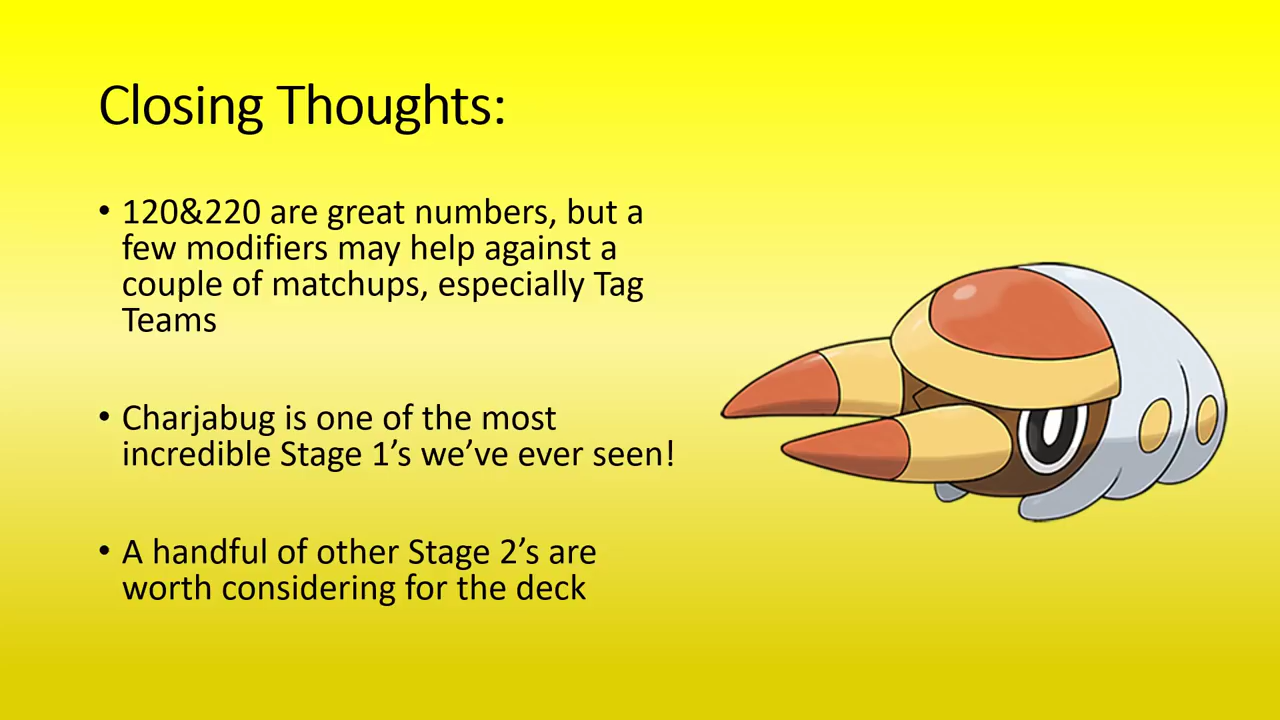 Closing Thoughts:
• 120&220 are great numbers, but a
few modifiers may help against a
couple of matchups, especially Tag
Teams
• Charjabug is one of the most
incredible Stage 1’s we’ve ever seen!
• A handful of other Stage 2’s are
worth considering for the deck